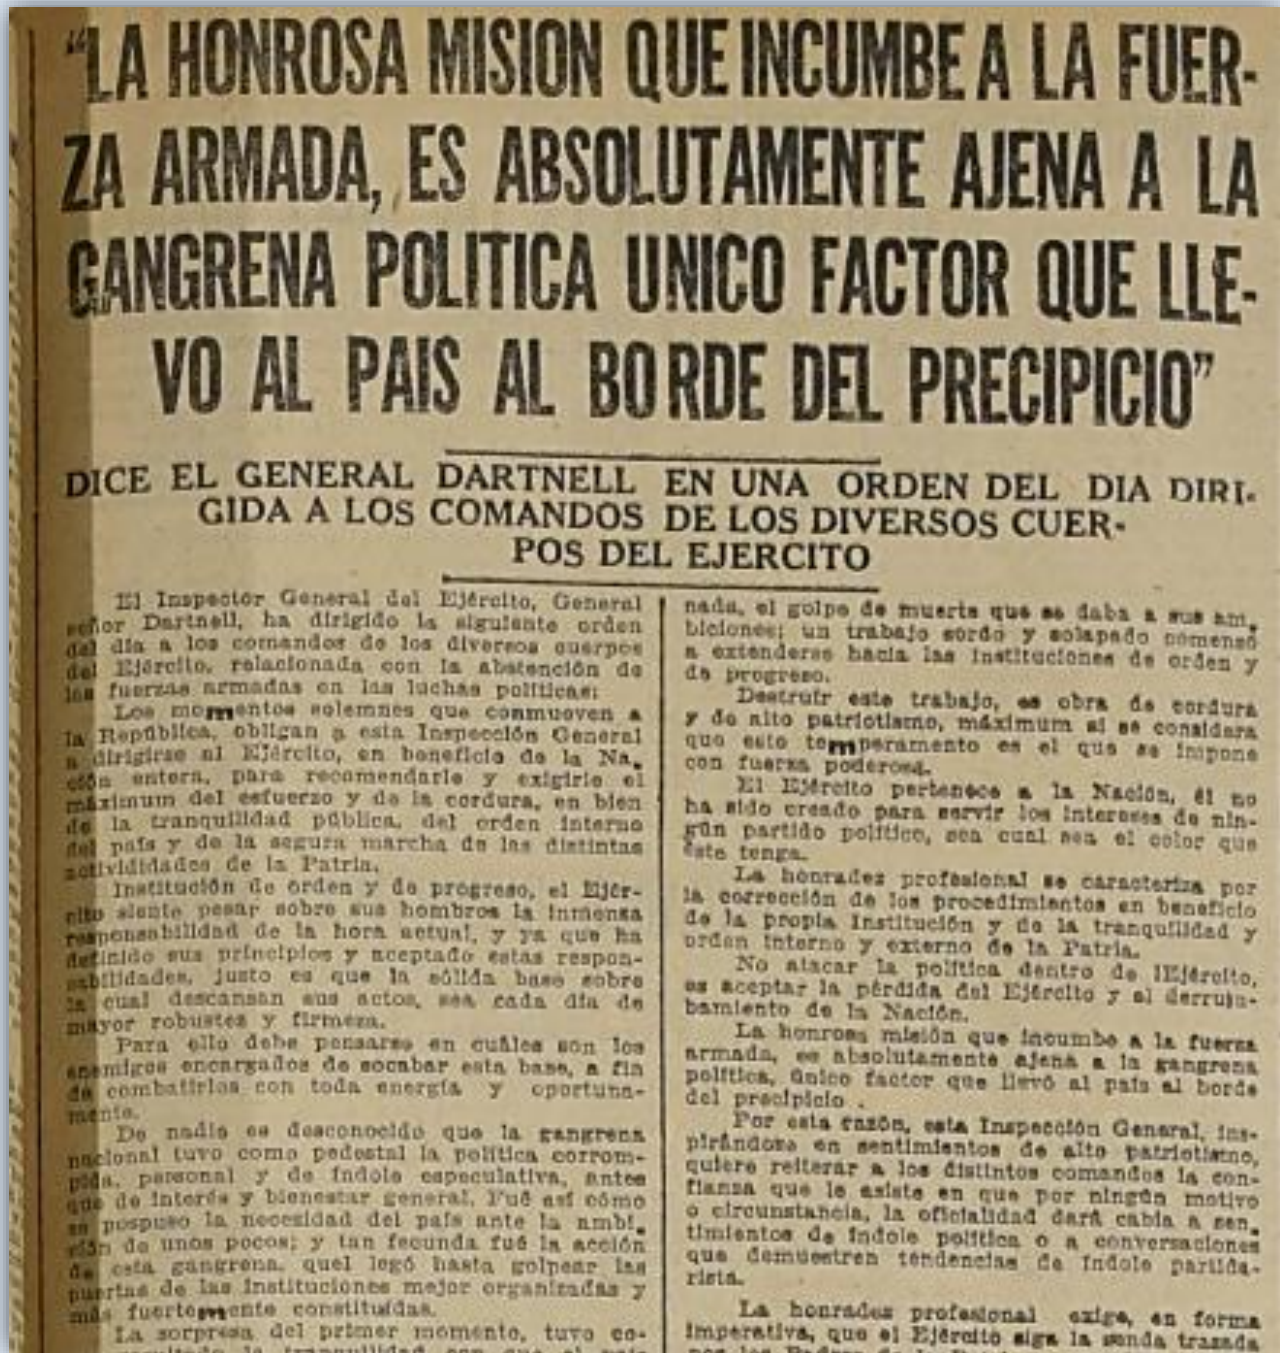 “LA HONROSA MISION QUE INCUMBE A LA FUER-
ZA ARMADA, ES ABSOLUTAMENTE AJENA A LA
GANGRENA POLITICA UNICO FACTOR QUE LLE-
VO AL PAIS AL BORDE DEL PRECIPICIO”
DICE EL GENERAL DARTNELL EN UNA ORDEN DEL DIA DIRI-
GIDA A LOS COMANDOS DE LOS DIVERSOS CUER-
POS DEL EJERCITO
El Inspector General del Ejército, General
señor Dartnell, ha dirigido la siguiente orden
del día a los comandos de los diversos cuerpos
del Ejército, relacionada con la abstención de
las fuerzas armadas en las luchas políticas:
Los momentos solemnes que conmueven a
la República, obligan a esta Inspección General
a dirigirse al Ejército, en beneficio de la Na-
ción entera, para recomendarle y exigirle el
máximum del esfuerzo y de la cordura, en bien
de la tranquilidad pública, del orden interno
del país y de la segura marcha de las distintas
actividades de la Patria.
Institución de orden y de progreso, el Ejér-
cito siente pesar sobre sus hombros la inmensa
responsabilidad de la hora actual, y ya que ha
definido sus principios y aceptado estas respon-
sabilidades, justo es que la sólida base sobre
la cual descansan sus actos, sea cada día de
mayor robustez y firmeza.
Para ello debe pensarse en cuáles son los
enemigos encargados de socabar esta base, a fin
de combatirlos con toda energía y oportuna-
mente.
De nadie es desconocido que la gangrena
nacional tuvo como pedestal la política corrom-
pida, personal y de índole especulativa, antes
que de interés y bienestar general. Fué así cómo
se pospuso la necesidad del país ante la ambi-
ción de unos pocos; y tan fecunda fué la acción
de esta gangrena, quel legó hasta golpear las
puertas de las instituciones mejor organizadas y
más fuertemente constituídas.
La sorpresa del primer momento, tuvo co-
nada, el golpe de muerte que se daba a sus am-
biciones; un trabajo sordo y solapado comenzó
a extenderse hacia las instituciones de orden y
de progreso.
Destruír este trabajo, es obra de cordura
y de alto patriotismo, máximum si se considera
que este temperamento es el que se impone
con fuerza poderosa.
El Ejército pertenece a la Nación, él no
ha sido creado para servir los intereses de nin-
gún partido político, sea cual sea el color que
éste tenga.
La honradez profesional se caracteriza por
la corrección de los procedimientos en beneficio
de la propia Institución y de la tranquilidad y
orden interno y externo de la Patria.
No atacar la política dentro de lEjército,
es aceptar la pérdida del Ejército y el derrum-
bamiento de la Nación.
La honrosa misión que incumbe a la fuerza
armada, es absolutamente ajena a la gangrena
política, único factor que llevó al país al borde
del precipicio .
Por esta razón, esta Inspección General, ins-
pirándose en sentimientos de alto patriotismo,
quiere reiterar a los distintos comandos la con-
fianza que le asiste en que por ningún motivo
o circunstancia, la oficialidad dará cabia a sen-
timientos de índole política o a conversaciones
que demuestren tendencias de índole partida-
rista.
La honradez profesional exige, en forma
imperativa, que el Ejército siga la senda trazada